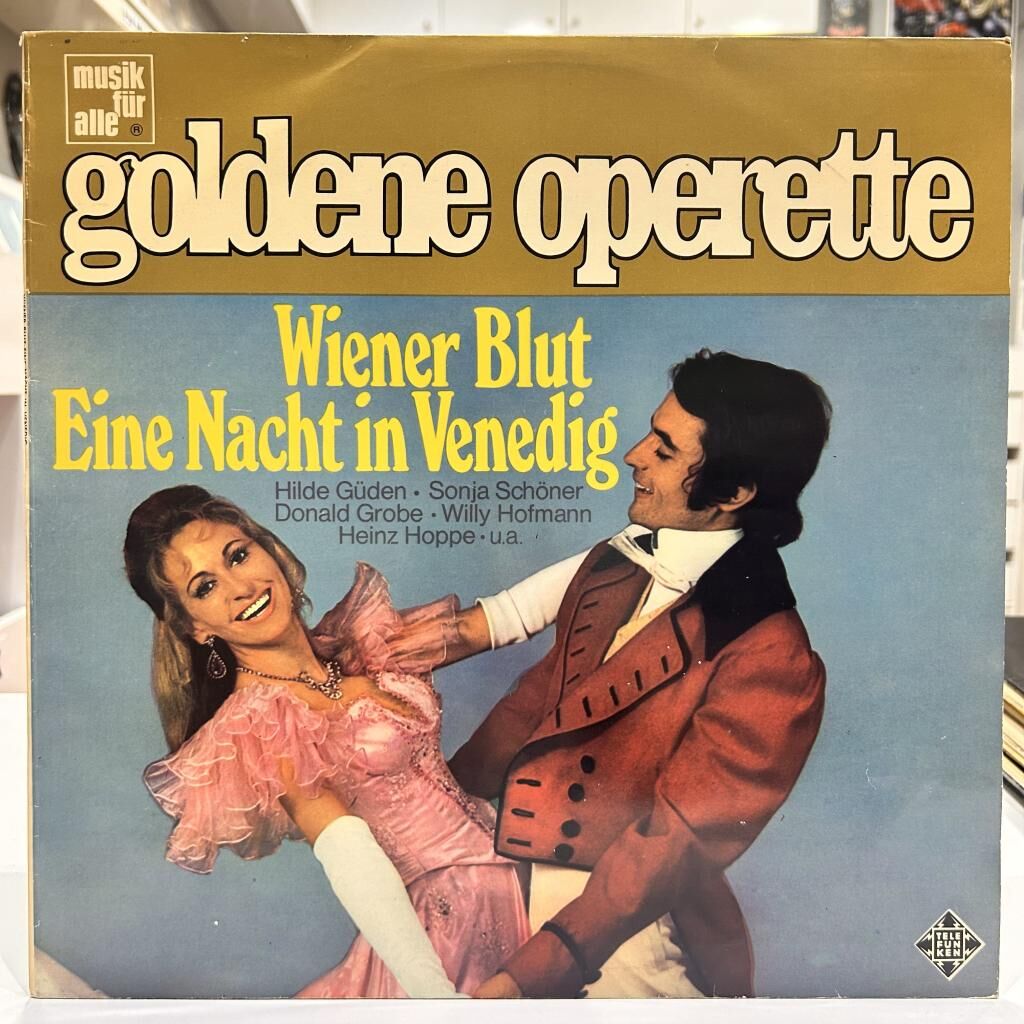 musik
für
alle ®
goldene operette
Wiener Blut
Eine Nacht in Venedig
Hilde Güden • Sonja Schöner
Donald Grobe • Willy Hofmann
Heinz Hoppe • u.a.
TELE
FUN
KEN